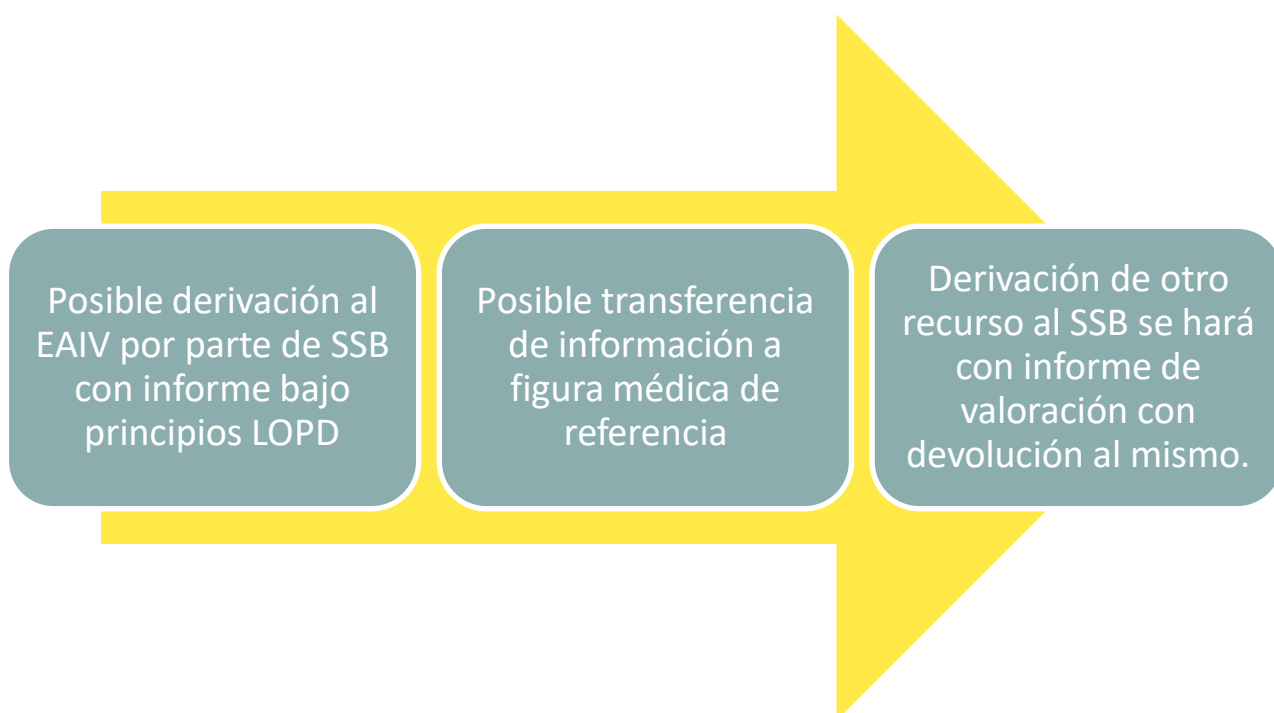 Posible derivación al
EAIV por parte de SSB
con informe bajo
principios LOPD
Posible transferencia
de información a
figura médica de
referencia
Derivación de otro
recurso al SSB se hará
con informe de
valoración con
devolución al mismo.